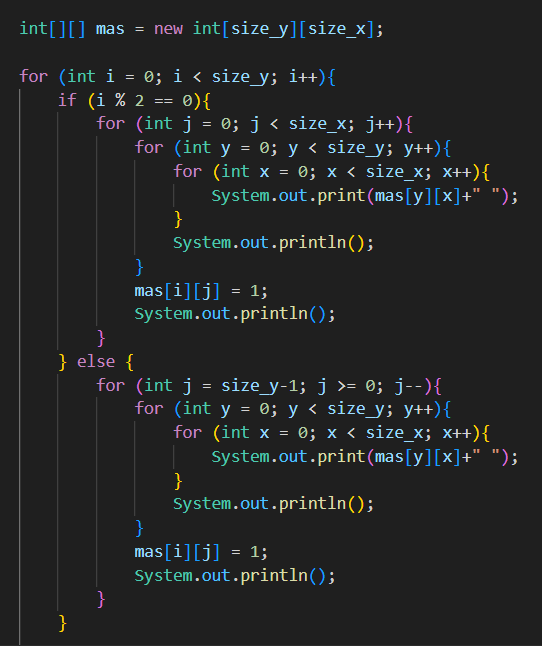 int[][] mas = new int[size_y][size_x];
for (int i = 0; i < size_y; i++){
    if (i % 2 == 0){
        for (int j = 0; j < size_x; j++){
            for (int y = 0; y < size_y; y++){
                for (int x = 0; x < size_x; x++){
                    System.out.print(mas[y][x]+" ");
                }
                System.out.println();
            }
            mas[i][j] = 1;
            System.out.println();
        }
    } else {
        for (int j = size_y-1; j >= 0; j--){
            for (int y = 0; y < size_y; y++){
                for (int x = 0; x < size_x; x++){
                    System.out.print(mas[y][x]+" ");
                }
                System.out.println();
            }
            mas[i][j] = 1;
            System.out.println();
        }
    }